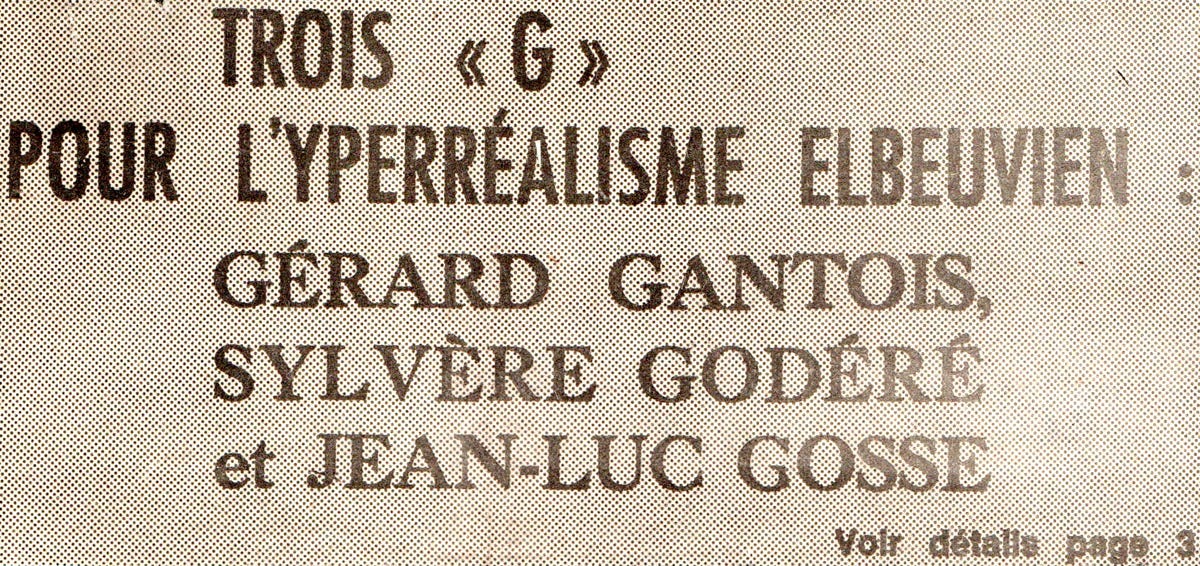 TROIS « G »
POUR L'YPERRÉALISME ELBEUVIEN :
GÉRARD GANTOIS,
SYLVÈRE GODÉRÉ
et JEAN-LUC GOSSE
Voir détails page 3